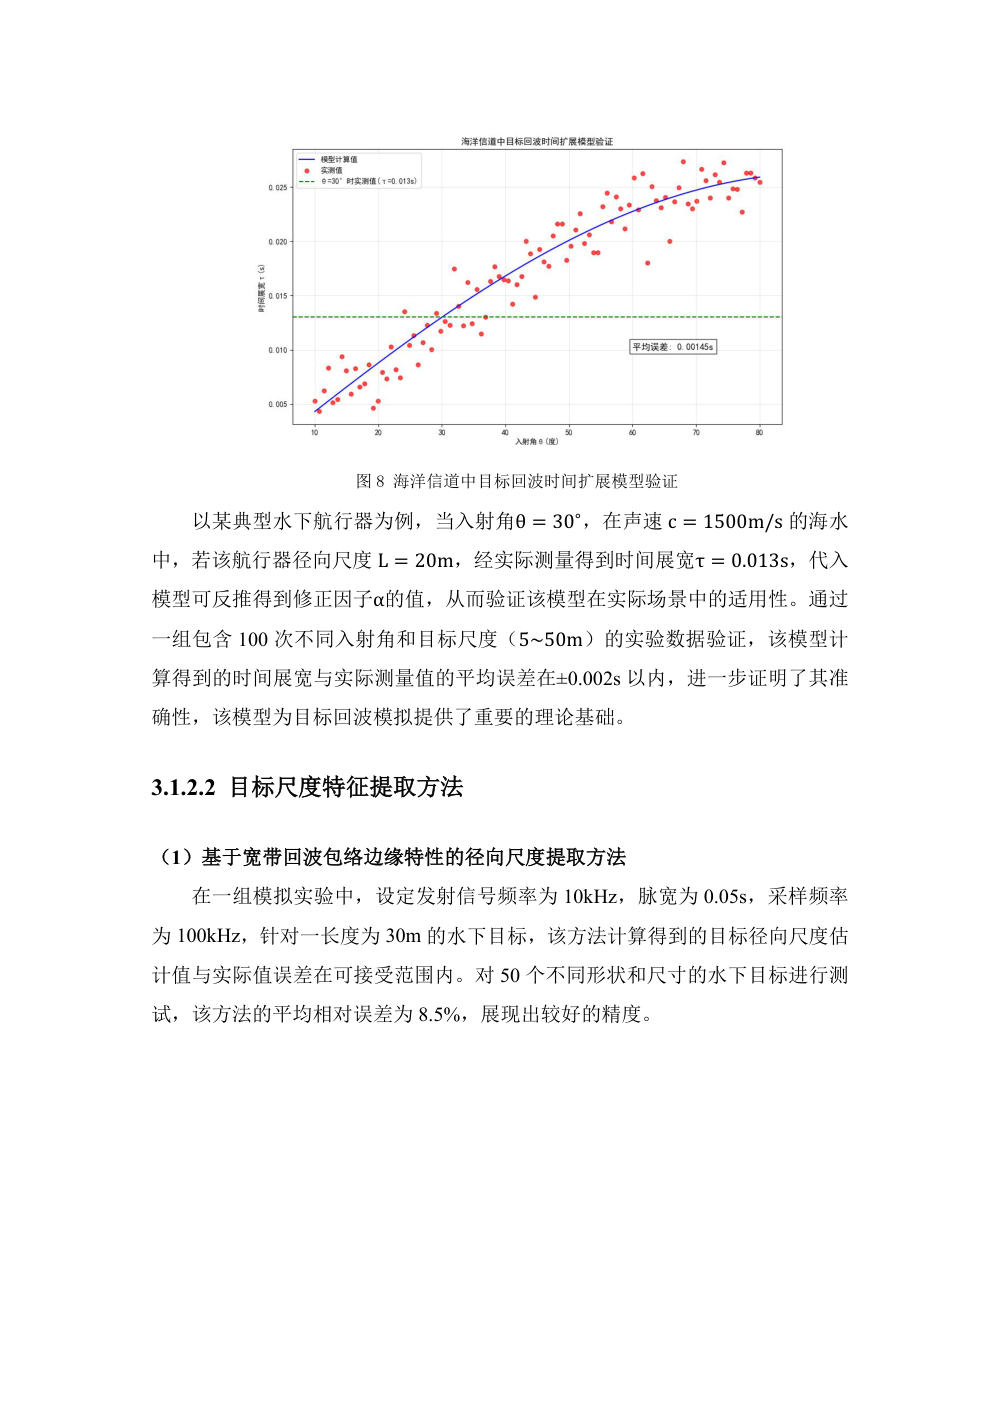 海洋信道中目标回波时间扩展模型验证
模型计算值
实测值
θ=30° 时实测值(τ=0.013s)
0.025
0.020
0.015
0.010
0.005
时间展宽 τ (s)
平均误差: 0.00145s
10 20 30 40 50 60 70 80
入射角 θ (度)
图 8 海洋信道中目标回波时间扩展模型验证
以某典型水下航行器为例，当入射角θ = 30°，在声速 c = 1500m/s 的海水
中，若该航行器径向尺度 L = 20m，经实际测量得到时间展宽τ = 0.013s，代入
模型可反推得到修正因子α的值，从而验证该模型在实际场景中的适用性。通过
一组包含 100 次不同入射角和目标尺度（5~50m）的实验数据验证，该模型计
算得到的时间展宽与实际测量值的平均误差在±0.002s 以内，进一步证明了其准
确性，该模型为目标回波模拟提供了重要的理论基础。
3.1.2.2 目标尺度特征提取方法
（1）基于宽带回波包络边缘特性的径向尺度提取方法
在一组模拟实验中，设定发射信号频率为 10kHz，脉宽为 0.05s，采样频率
为 100kHz，针对一长度为 30m 的水下目标，该方法计算得到的目标径向尺度估
计值与实际值误差在可接受范围内。对 50 个不同形状和尺寸的水下目标进行测
试，该方法的平均相对误差为 8.5%，展现出较好的精度。